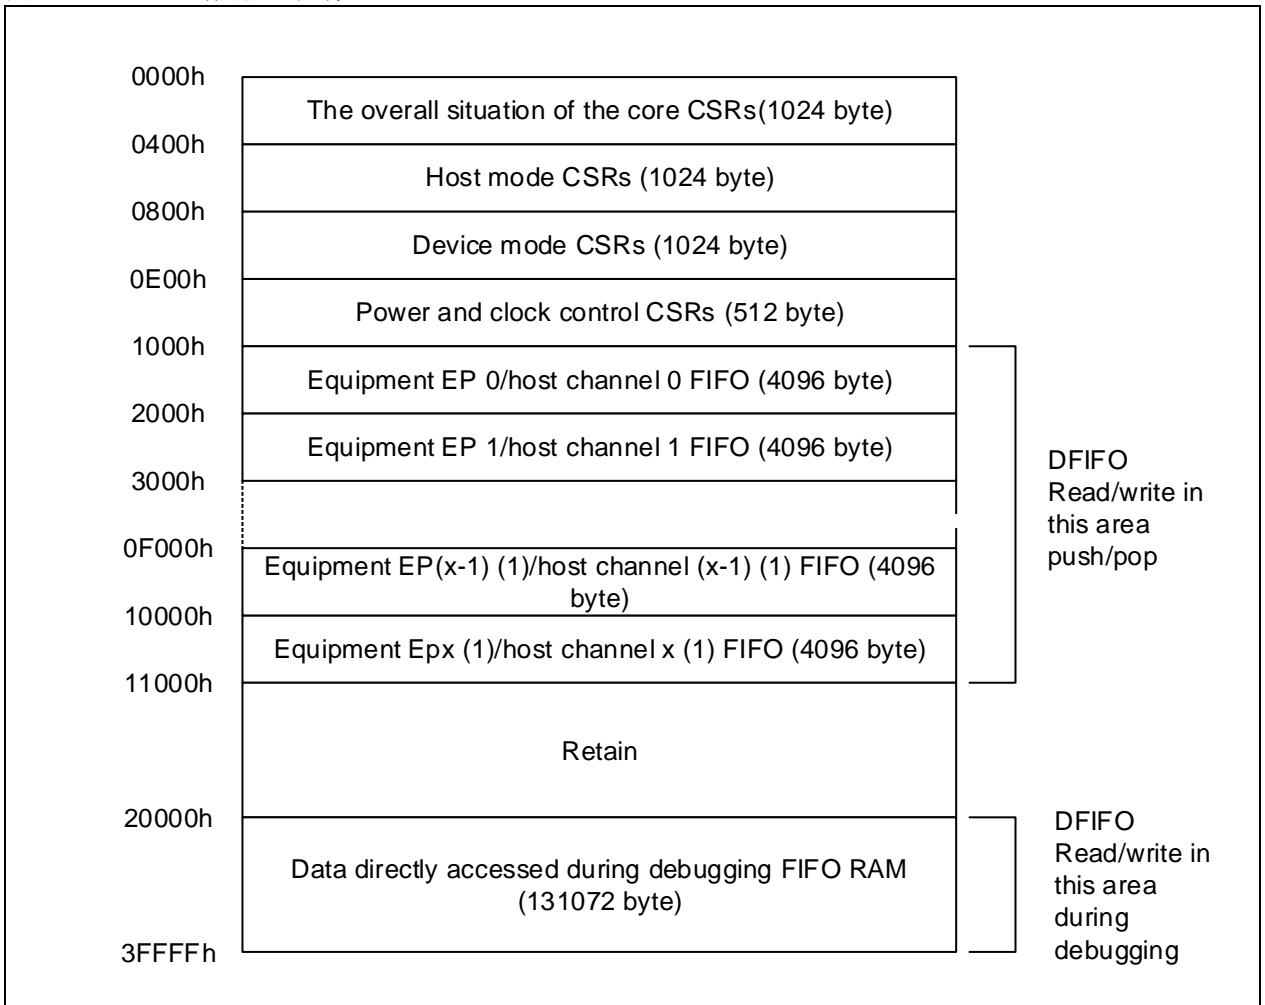 0000h
The overall situation of the core CSRs(1024 byte)
0400h
Host mode CSRs (1024 byte)
0800h
Device mode CSRs (1024 byte)
0E00h
Power and clock control CSRs (512 byte)
1000h
Equipment EP 0/host channel 0 FIFO (4096 byte)
2000h
Equipment EP 1/host channel 1 FIFO (4096 byte)
3000h
DFIFO
Read/write in
this area
push/pop
0F000h
Equipment EP(x-1) (1)/host channel (x-1) (1) FIFO (4096
byte)
10000h
Equipment Epx (1)/host channel x (1) FIFO (4096 byte)
11000h
Retain
20000h
Data directly accessed during debugging FIFO RAM
(131072 byte)
DFIFO
Read/write in
this area
during
debugging
3FFFFh